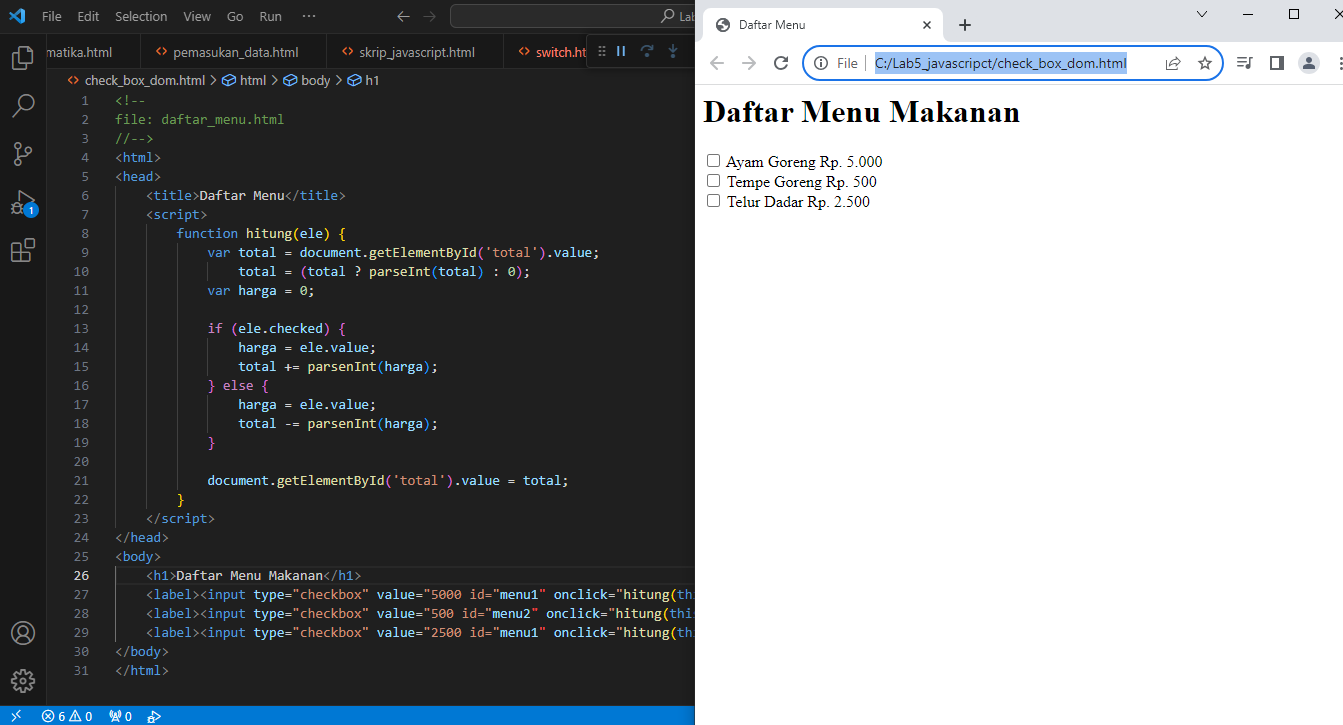 File Edit Selection View Go Run ··· Lab
matika.html pemasukan_data.html skrip_javascript.html switch.ht
check_box_dom.html > html > body > h1
1 <!--
2 file: daftar_menu.html
3 //-->
4 <html>
5 <head>
6 <title>Daftar Menu</title>
7 <script>
8 function hitung(ele) {
9 var total = document.getElementById('total').value;
10 total = (total ? parseInt(total) : 0);
11 var harga = 0;
12
13 if (ele.checked) {
14 harga = ele.value;
15 total += parsenInt(harga);
16 } else {
17 harga = ele.value;
18 total -= parsenInt(harga);
19 }
20
21 document.getElementById('total').value = total;
22 }
23 </script>
24 </head>
25 <body>
26 <h1>Daftar Menu Makanan</h1>
27 <label><input type="checkbox" value="5000 id="menu1" onclick="hitung(thi
28 <label><input type="checkbox" value="500 id="menu2" onclick="hitung(this
29 <label><input type="checkbox" value="2500 id="menu1" onclick="hitung(thi
30 </body>
31 </html>
1
6 0 0
Daftar Menu
File C:/Lab5_javascripct/check_box_dom.html
Daftar Menu Makanan
Ayam Goreng Rp. 5.000
Tempe Goreng Rp. 500
Telur Dadar Rp. 2.500